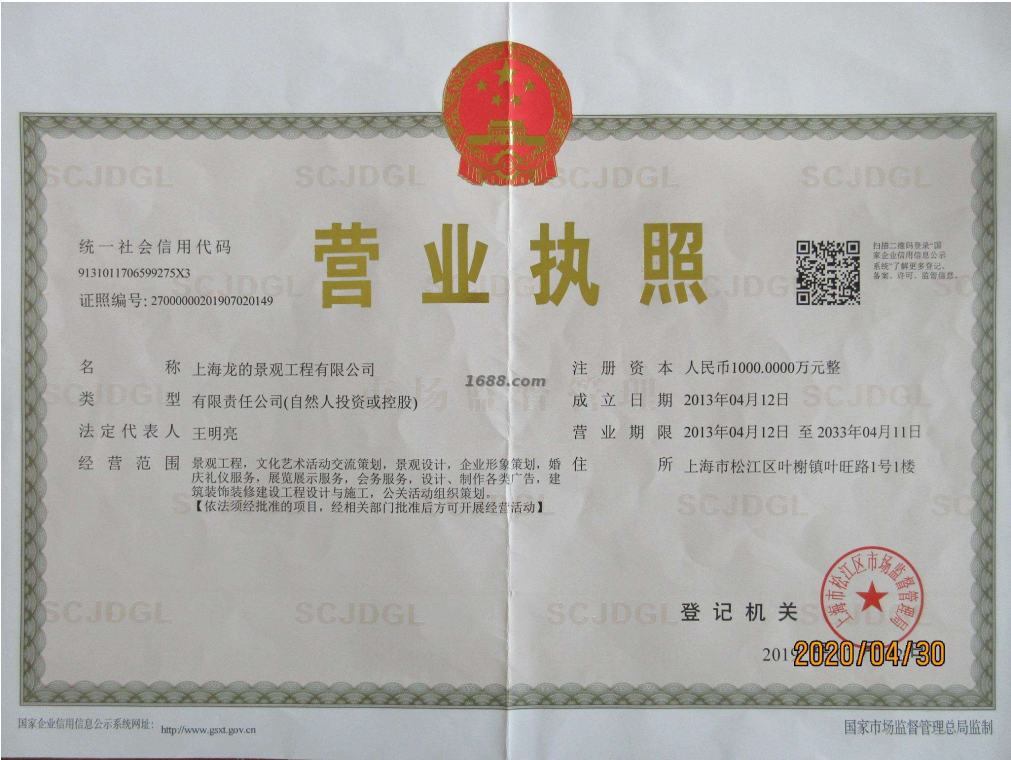 营业执照
统一社会信用代码
9131011706599275X3
证照编号: 27000000201907020149
扫描二维码登录“国
家企业信用信息公示
系统”了解更多登记、
备案、许可、监管信息。
名 称 上海龙的景观工程有限公司
类 型 有限责任公司(自然人投资或控股)
法定代表人 王明亮
经营范围 景观工程，文化艺术活动交流策划，景观设计，企业形象策划，婚
庆礼仪服务，展览展示服务，会务服务，设计、制作各类广告，建
筑装饰装修建设工程设计与施工，公关活动组织策划。
【依法须经批准的项目，经相关部门批准后方可开展经营活动】
注册资本 人民币1000.0000万元整
成立日期 2013年04月12日
营业期限 2013年04月12日 至 2033年04月11日
住 所 上海市松江区叶榭镇叶旺路1号1楼
1688.com
市场监督管理
SCJDGL SCJDGL SCJDGL SCJDGL
SCJDGL SCJDGL SCJDGL SCJDGL
登记机关
上海市松江区市场监督管理局
2019
2020/04/30
国家企业信用信息公示系统网址: http://www.gsxt.gov.cn
国家市场监督管理总局监制